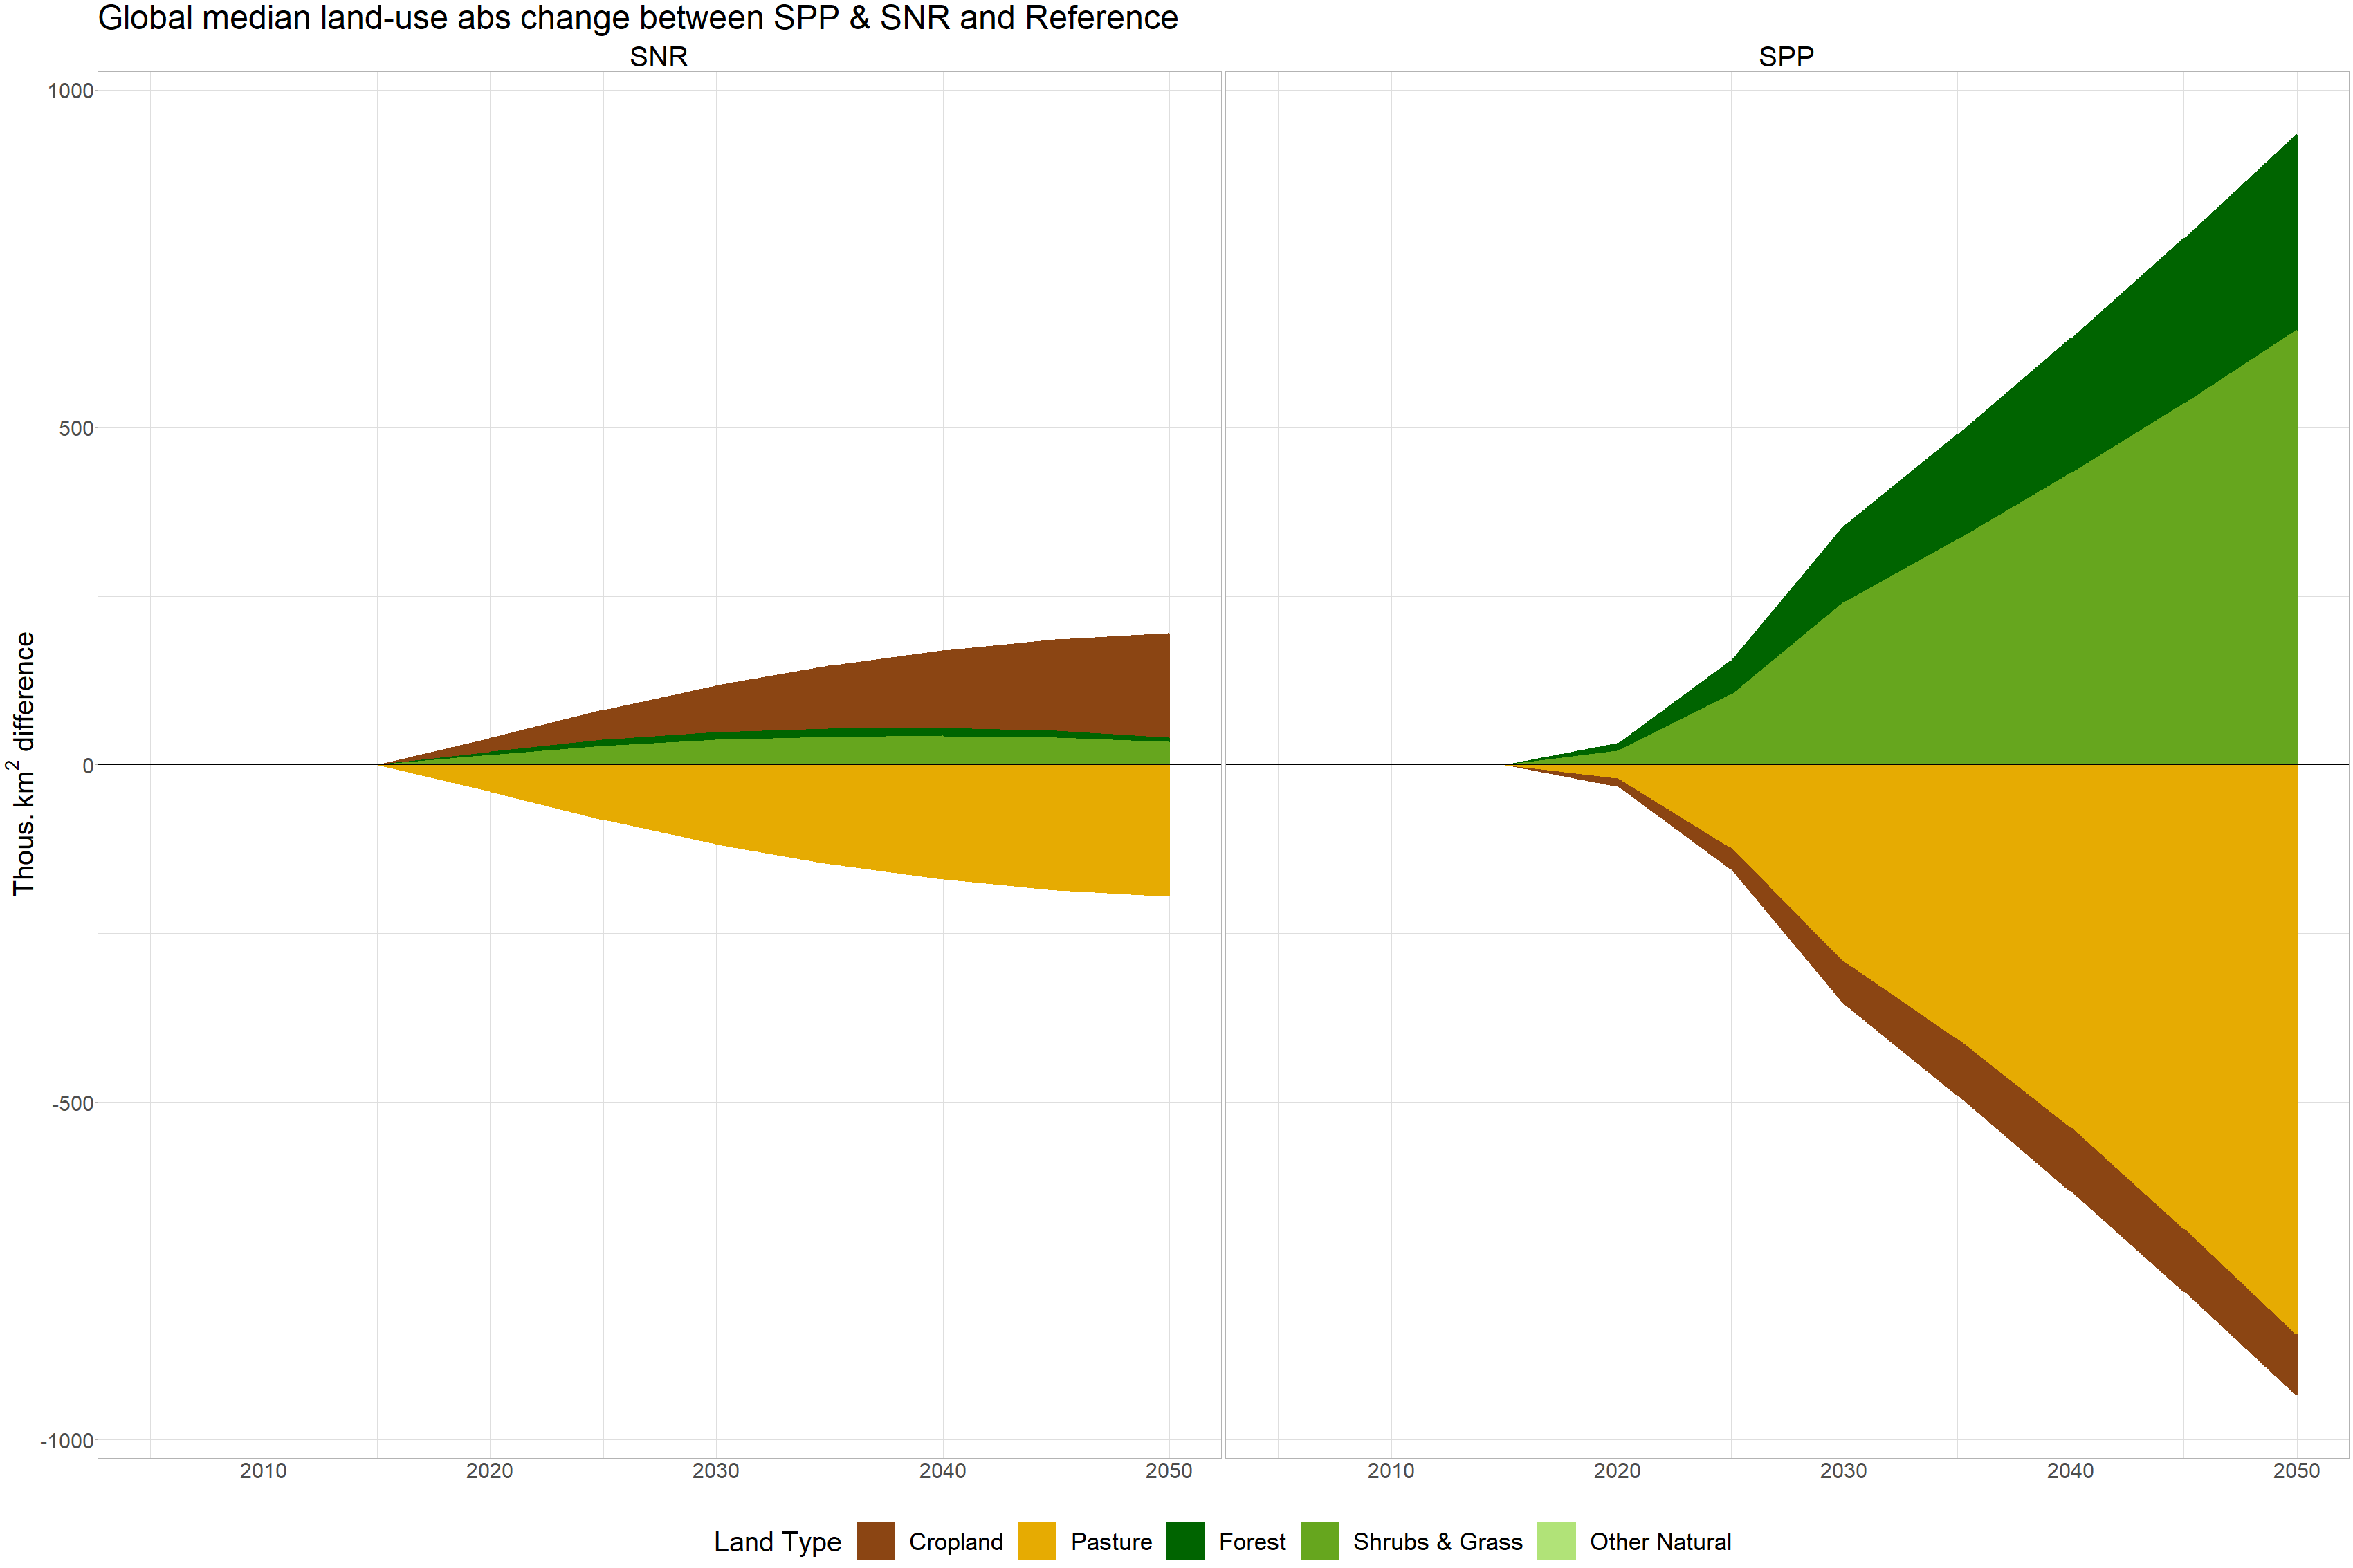 Global median land-use abs change between SPP & SNR and Reference
SNR
SPP
1000
500
0
-500
-1000
Thous. km² difference
2010 2020 2030 2040 2050 2010 2020 2030 2040 2050
Land Type Cropland Pasture Forest Shrubs & Grass Other Natural